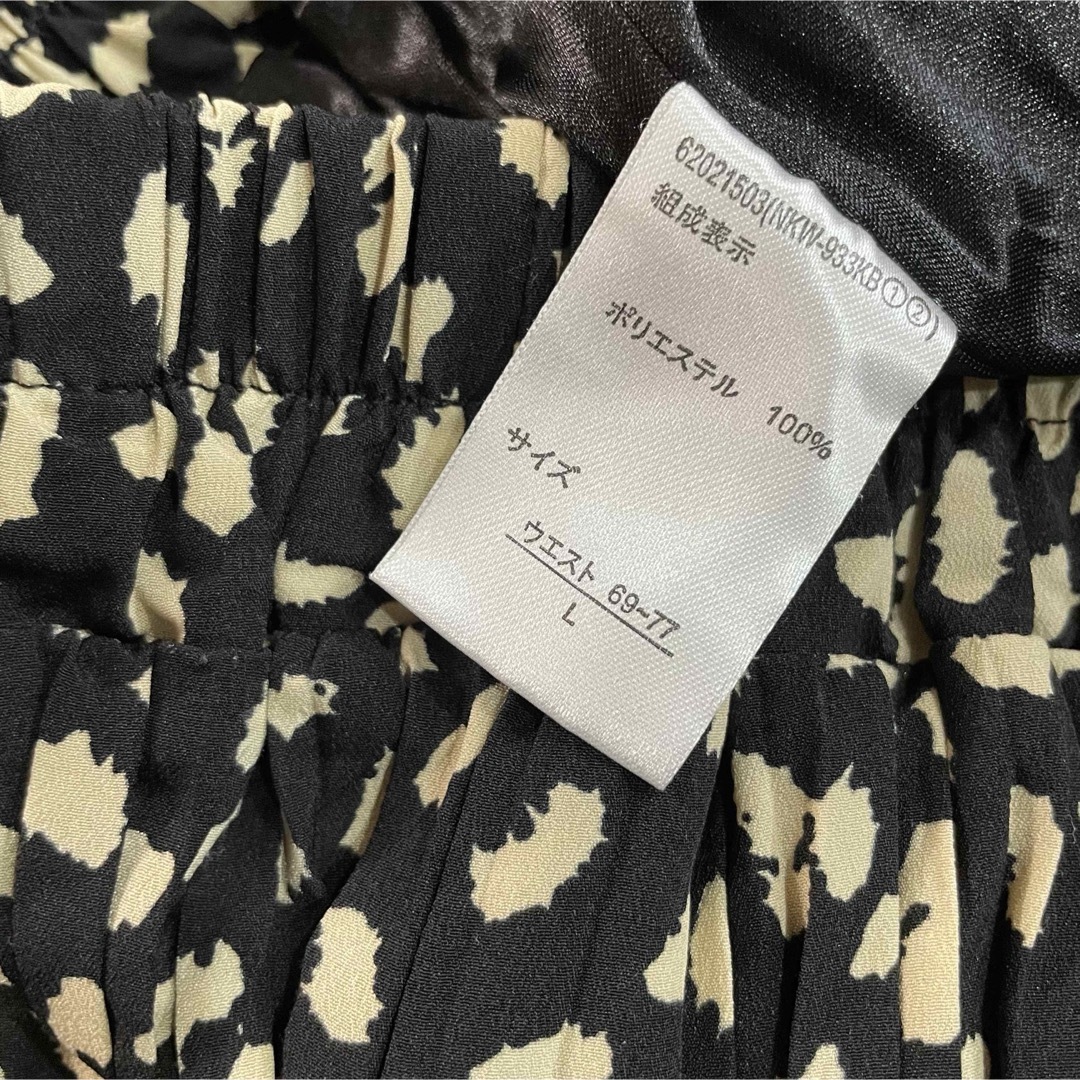 62021503(NKW-933KB①②)
組成表示
ポリエステル 100%
サイズ
ウエスト 69~77
L